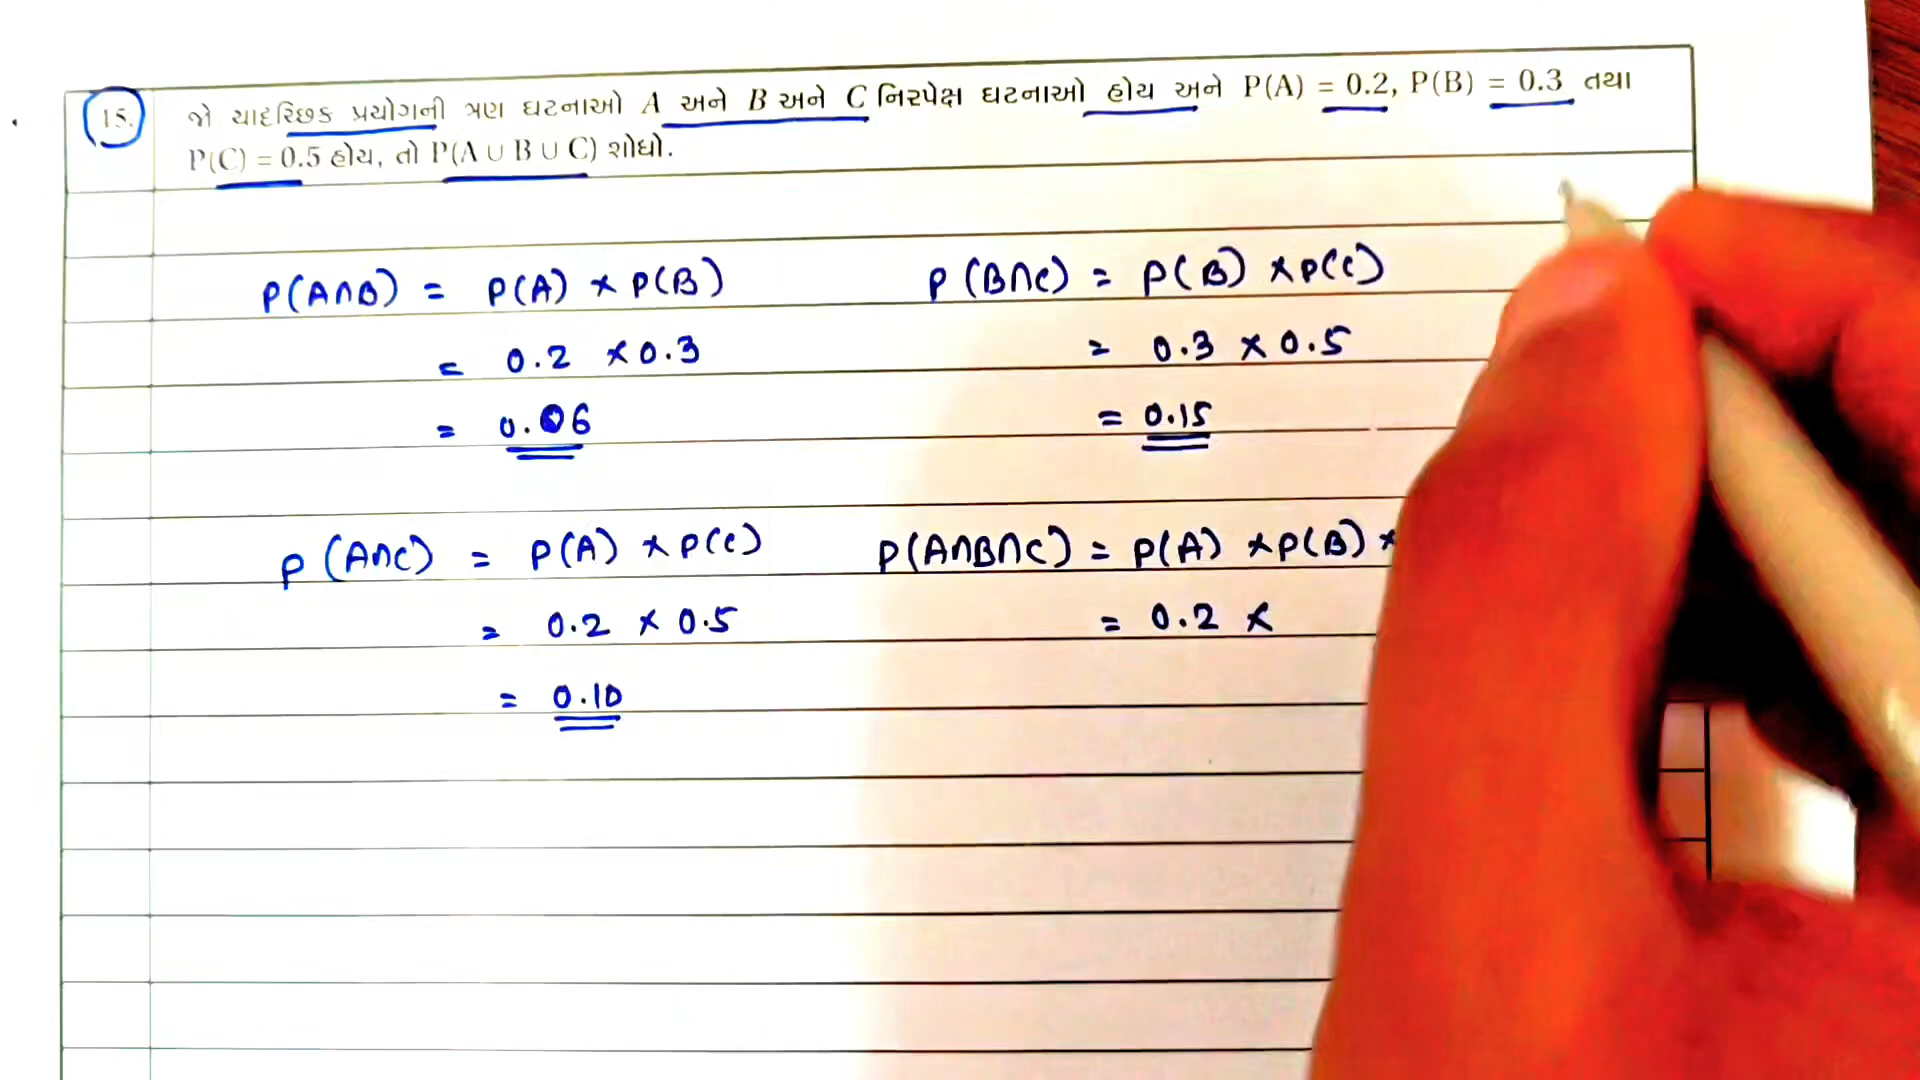 15. જો યાદચ્છિક પ્રયોગની ત્રણ ઘટનાઓ A અને B અને C નિરપેક્ષ ઘટનાઓ હોય અને P(A) = 0.2, P(B) = 0.3 તથા
P(C) = 0.5 હોય, તો P(A ∪ B ∪ C) શોધો.
P(A∩B) = P(A) × P(B)
= 0.2 × 0.3
= 0.06
P(B∩C) = P(B) × P(C)
= 0.3 × 0.5
= 0.15
P(A∩C) = P(A) × P(C)
= 0.2 × 0.5
= 0.10
P(A∩B∩C) = P(A) × P(B) ×
= 0.2 ×